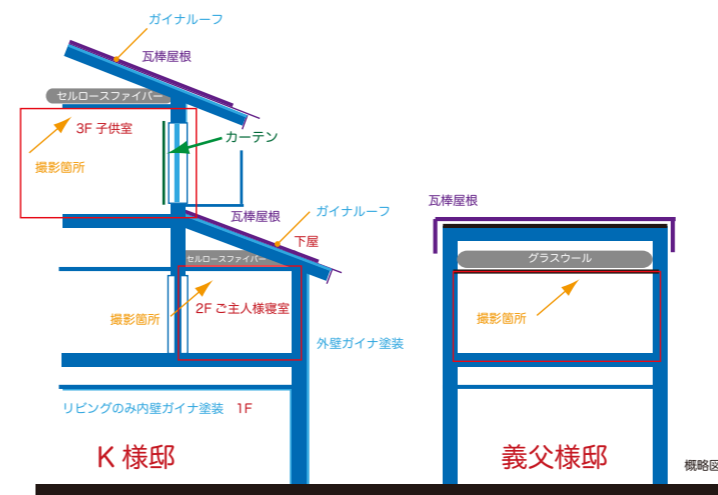 ガイナルーフ
瓦棒屋根
セルロースファイバー
3F 子供室
カーテン
撮影箇所
瓦棒屋根
ガイナルーフ
下屋
セルロースファイバー
撮影箇所
2F ご主人様寝室
外壁ガイナ塗装
リビングのみ内壁ガイナ塗装 1F
K 様邸
瓦棒屋根
グラスウール
撮影箇所
義父様邸
概略図